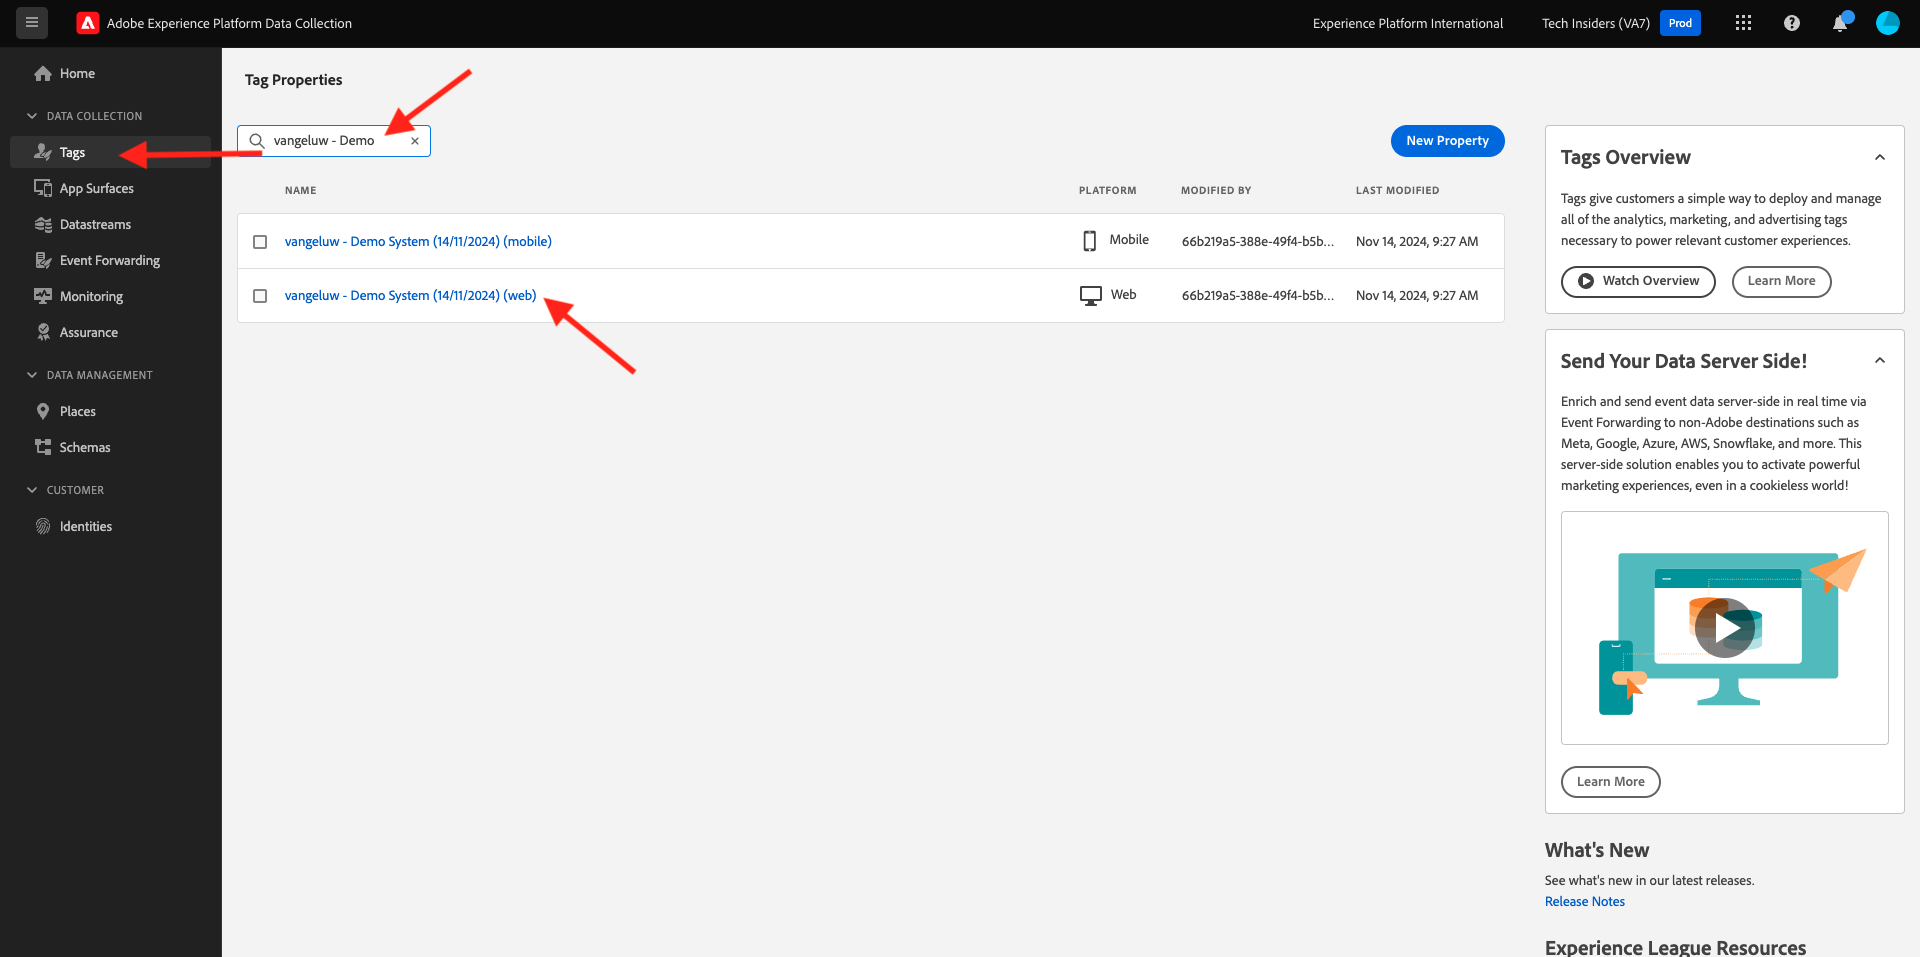 Adobe Experience Platform Data Collection
Experience Platform International
Tech Insiders (VA7)
Prod
Home
DATA COLLECTION
Tags
App Surfaces
Datastreams
Event Forwarding
Monitoring
Assurance
DATA MANAGEMENT
Places
Schemas
CUSTOMER
Identities
Tag Properties
vangeluw - Demo
New Property
NAME PLATFORM MODIFIED BY LAST MODIFIED
vangeluw - Demo System (14/11/2024) (mobile) Mobile 66b219a5-388e-49f4-b5b... Nov 14, 2024, 9:27 AM
vangeluw - Demo System (14/11/2024) (web) Web 66b219a5-388e-49f4-b5b... Nov 14, 2024, 9:27 AM
Tags Overview
Tags give customers a simple way to deploy and manage
all of the analytics, marketing, and advertising tags
necessary to power relevant customer experiences.
Watch Overview
Learn More
Send Your Data Server Side!
Enrich and send event data server-side in real time via
Event Forwarding to non-Adobe destinations such as
Meta, Google, Azure, AWS, Snowflake, and more. This
server-side solution enables you to activate powerful
marketing experiences, even in a cookieless world!
Learn More
What's New
See what's new in our latest releases.
Release Notes
Experience League Resources